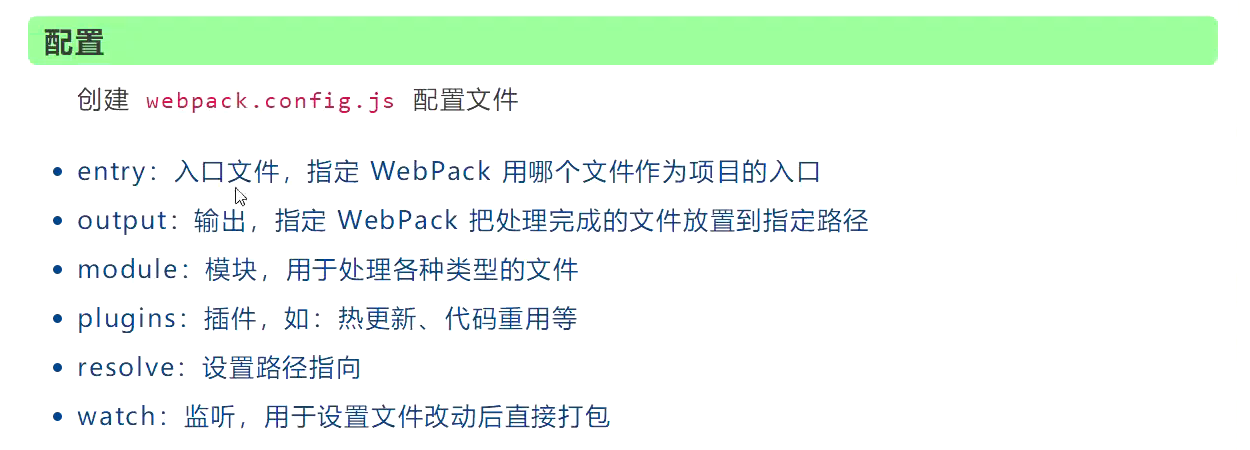 配置
创建 webpack.config.js 配置文件
• entry：入口文件，指定 WebPack 用哪个文件作为项目的入口
• output：输出，指定 WebPack 把处理完成的文件放置到指定路径
• module：模块，用于处理各种类型的文件
• plugins：插件，如：热更新、代码重用等
• resolve：设置路径指向
• watch：监听，用于设置文件改动后直接打包